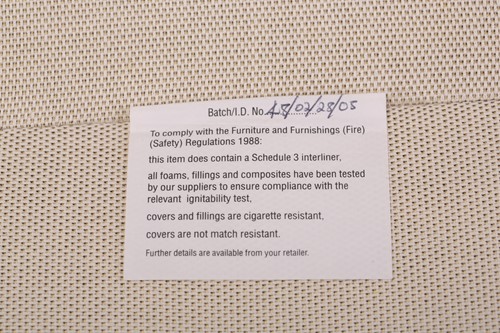 Batch/I.D. No. 48/02/28/05
To comply with the Furniture and Furnishings (Fire)
(Safety) Regulations 1988:
this item does contain a Schedule 3 interliner,
all foams, fillings and composites have been tested
by our suppliers to ensure compliance with the
relevant ignitability test,
covers and fillings are cigarette resistant,
covers are not match resistant.
Further details are available from your retailer.